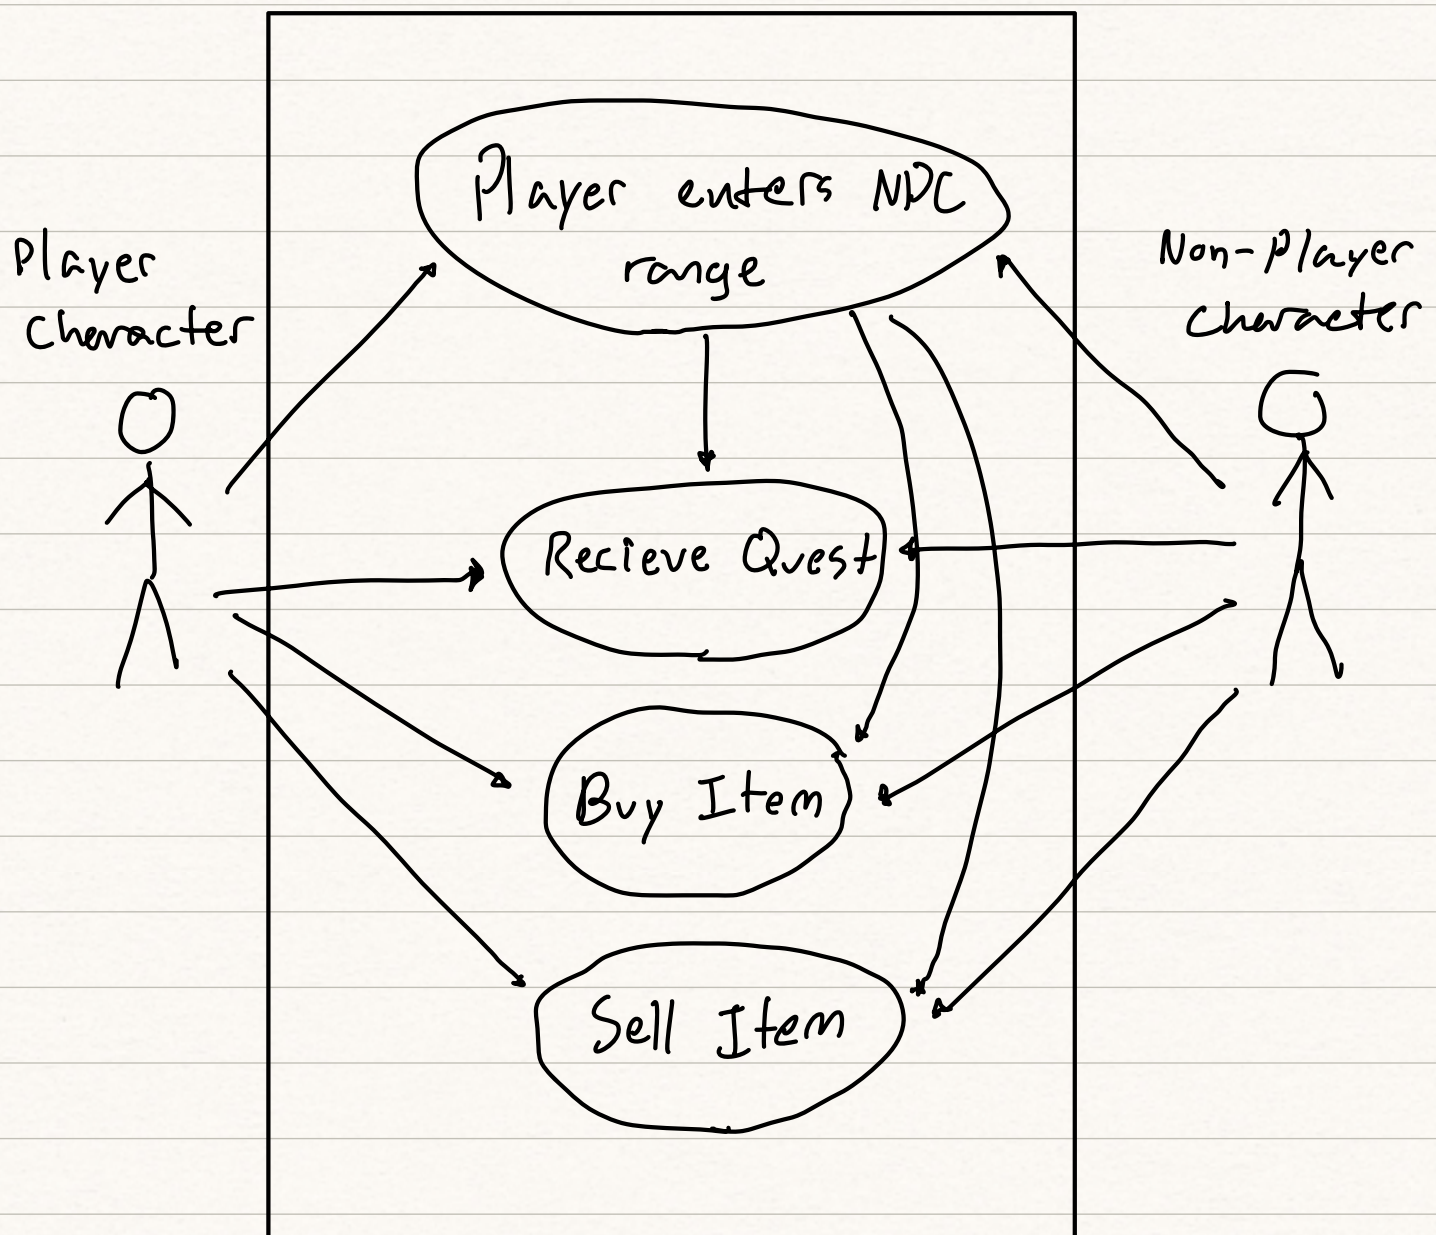 Player enters NPC
range
Player
Character
Non-Player
Character
Recieve Quest
Buy Item
Sell Item